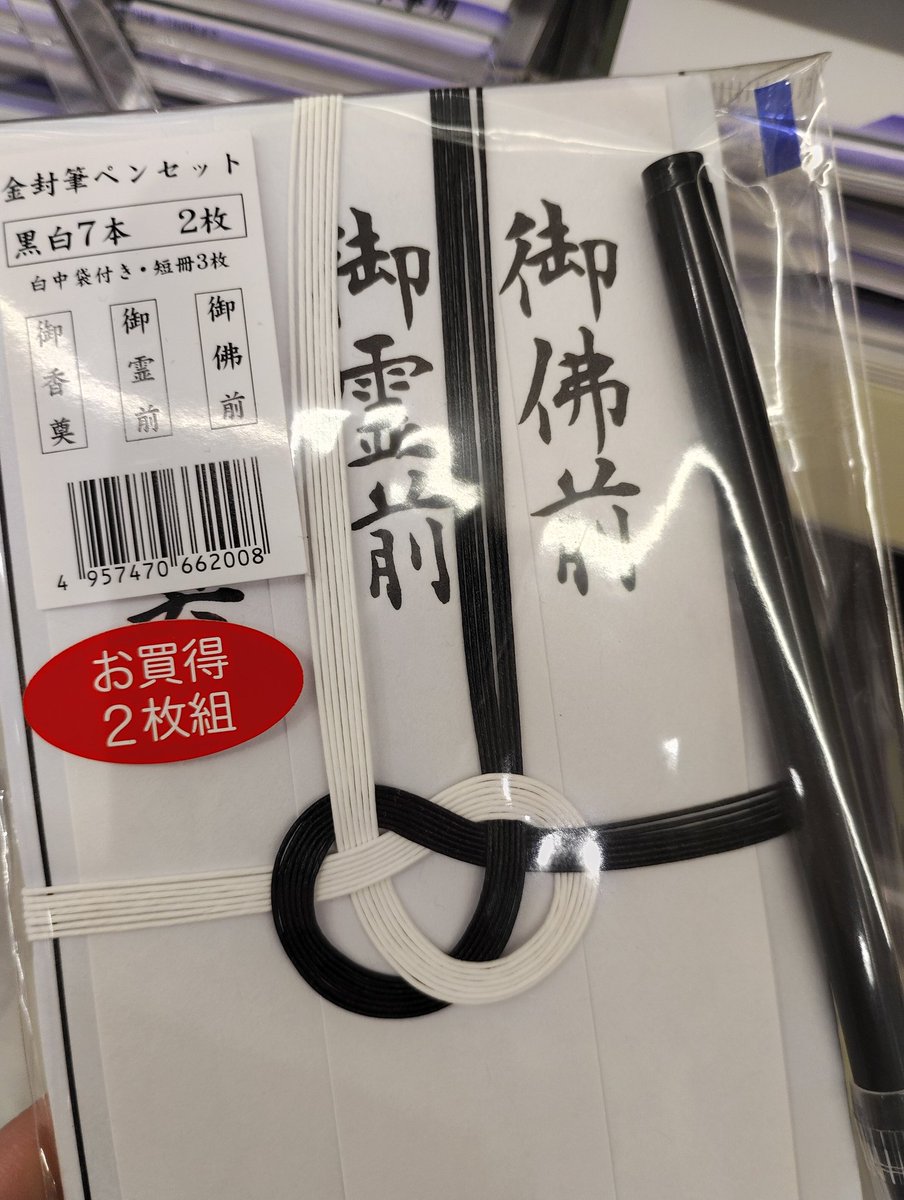 金封筆ペンセット
黒白7本 2枚
白中袋付き・短冊3枚
御佛前
御霊前
御香奠
4 957470 662008
お買得
2枚組
御佛前
御霊前